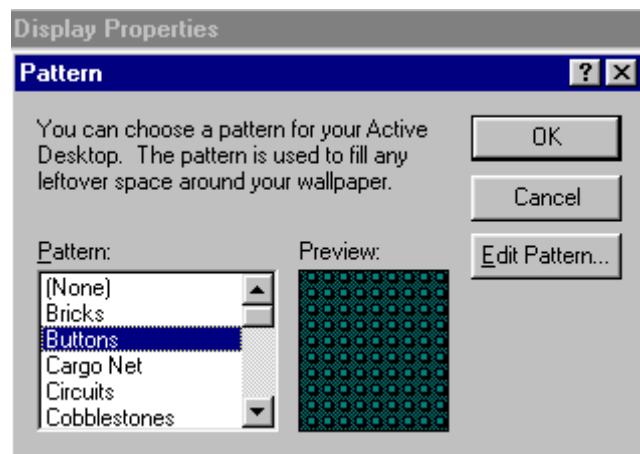 Display Properties
Pattern
You can choose a pattern for your Active
Desktop. The pattern is used to fill any
leftover space around your wallpaper.
OK
Cancel
Edit Pattern...
Pattern:
Preview:
(None)
Bricks
Buttons
Cargo Net
Circuits
Cobblestones